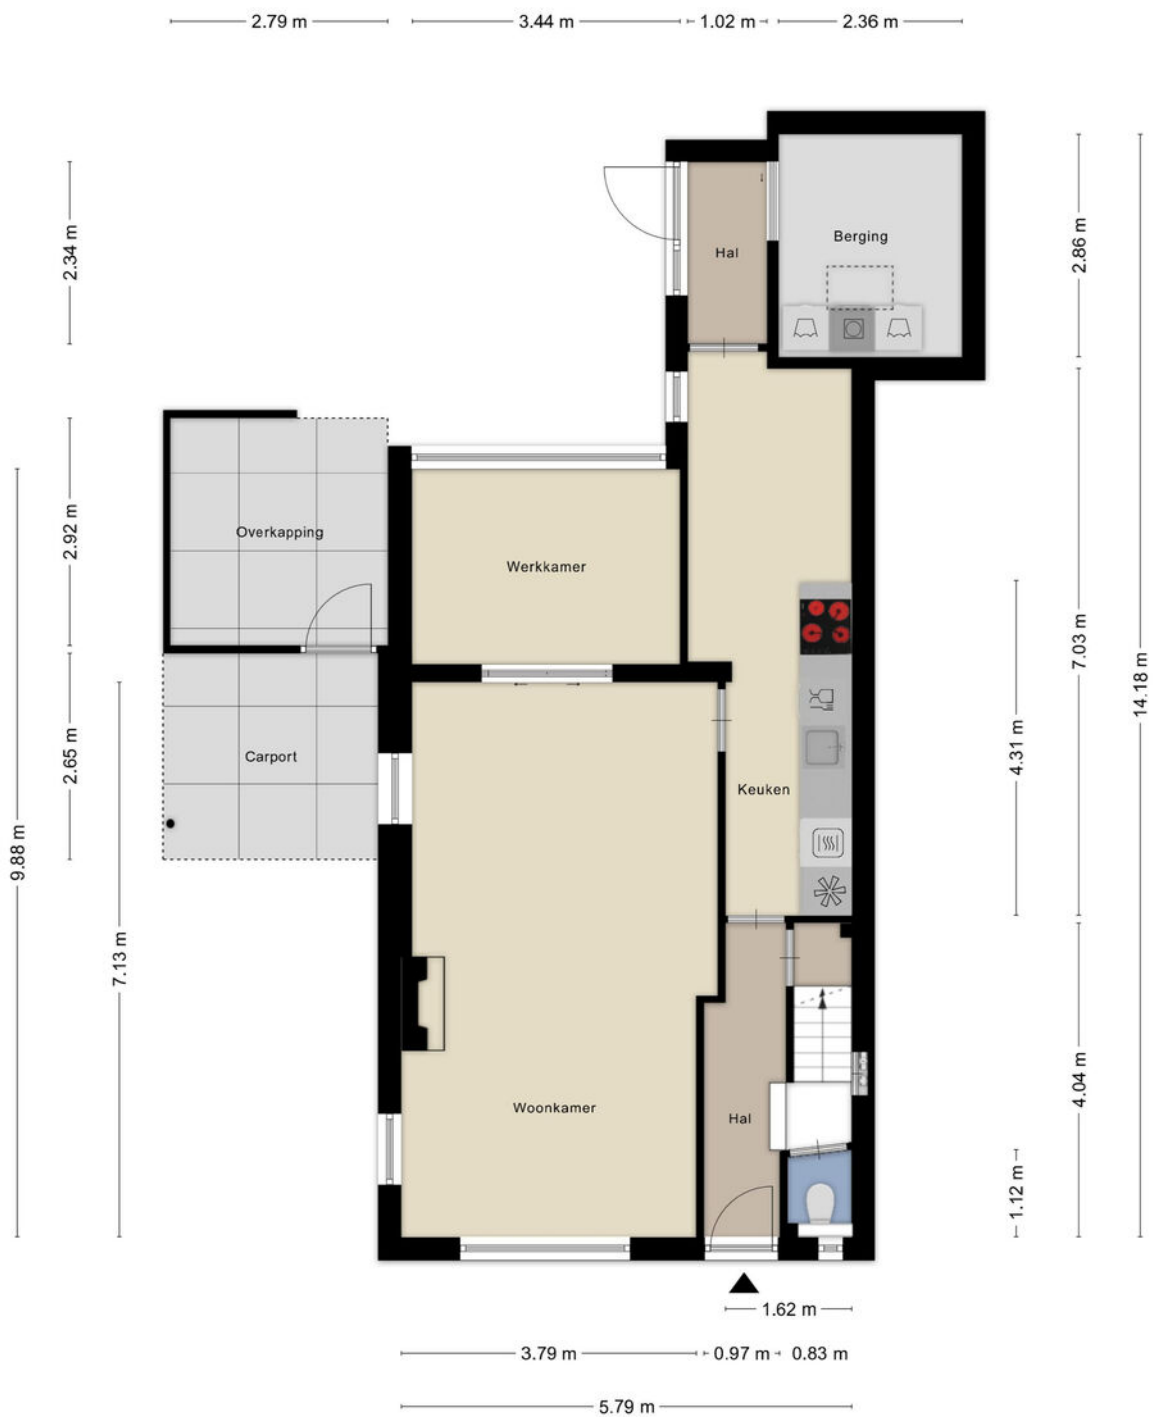 2.79 m
3.44 m
1.02 m
2.36 m
2.34 m
Hal
Berging
2.86 m
2.92 m
Overkapping
Werkkamer
7.03 m
14.18 m
2.65 m
Carport
4.31 m
Keuken
9.88 m
7.13 m
Woonkamer
Hal
4.04 m
1.12 m
1.62 m
3.79 m
0.97 m
0.83 m
5.79 m